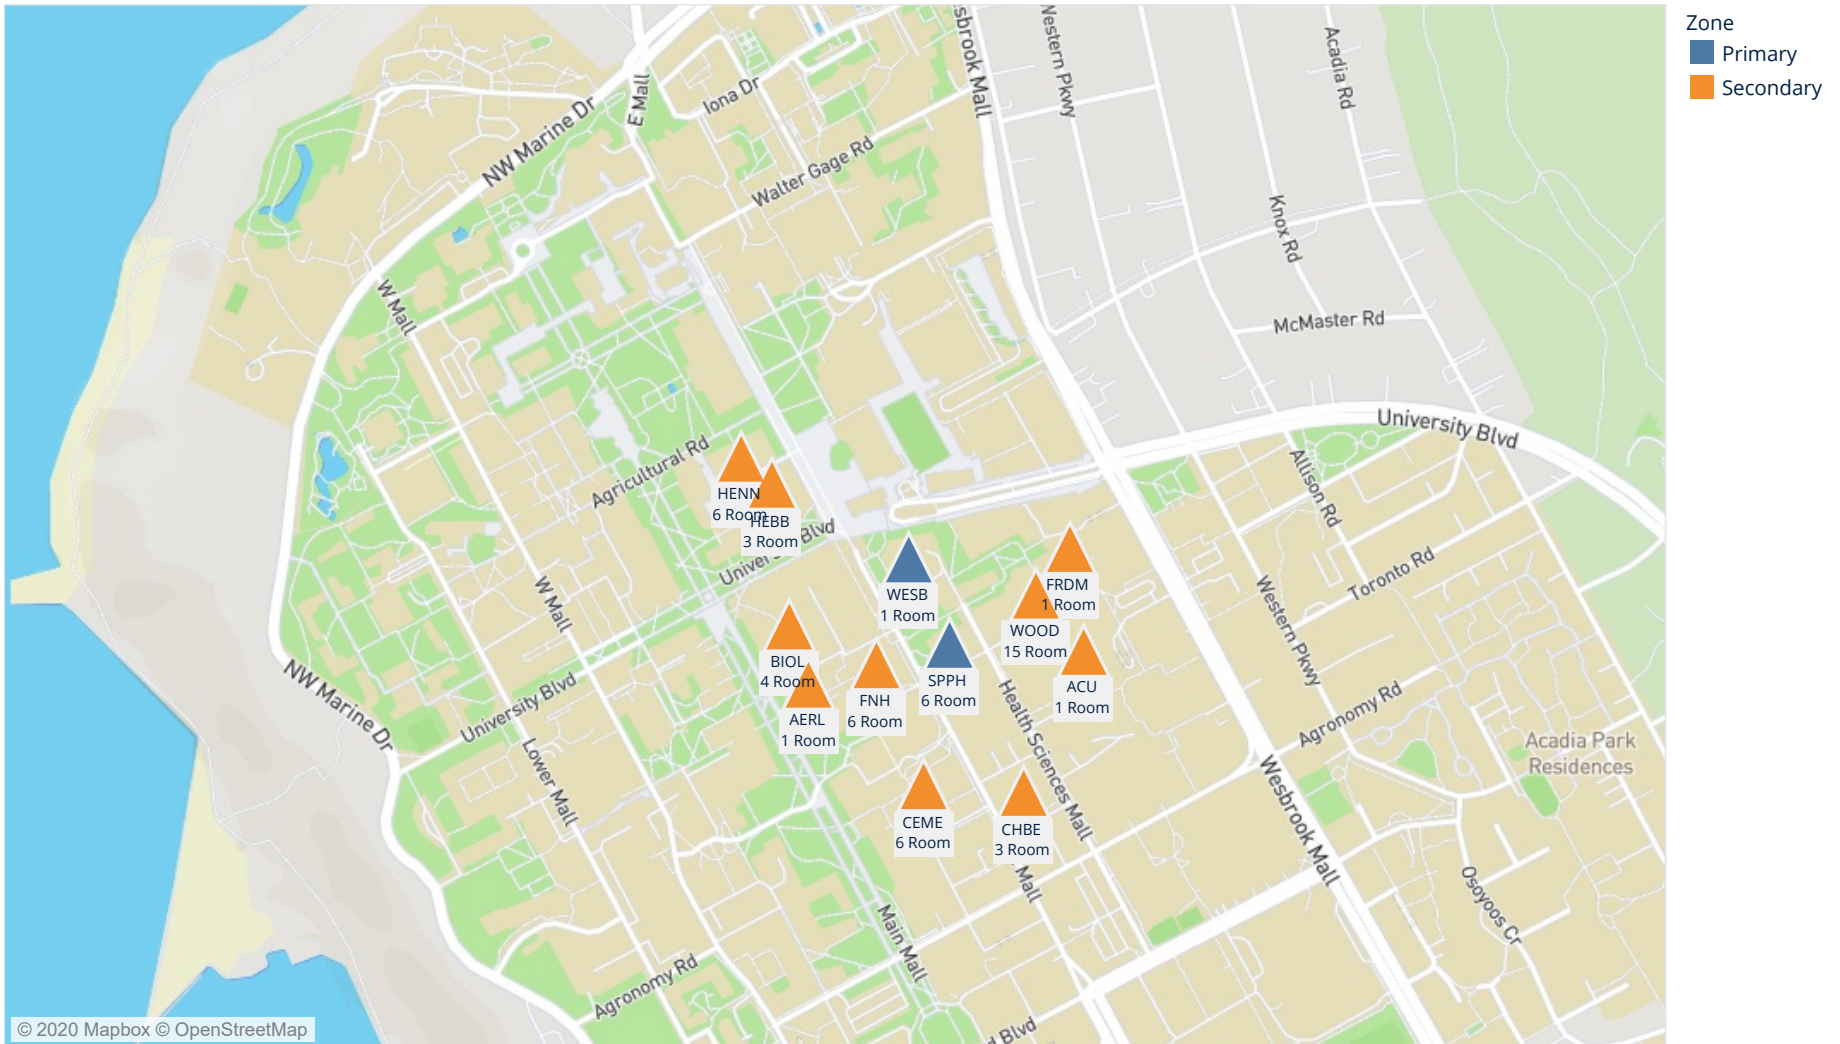 Zone
Primary
Secondary
E Mall
Iona Dr
NW Marine Dr
Walter Gage Rd
sbrook Mall
Western Pkwy
Acadia Rd
Knox Rd
McMaster Rd
W Mall
University Blvd
Agricultural Rd
Allison Rd
HENN
6 Room
HEBB
3 Room
University Blvd
Toronto Rd
FRDM
1 Room
WESB
1 Room
W Mall
Western Pkwy
WOOD
15 Room
BIOL
4 Room
SPPH
6 Room
ACU
1 Room
FNH
6 Room
AERL
1 Room
NW Marine Dr
University Blvd
Health Sciences Mall
Agronomy Rd
Acadia Park
Residences
Lower Mall
Wesbrook Mall
CEME
6 Room
CHBE
3 Room
Mall
Osoyoos Cr
Main Mall
Agronomy Rd
d Blvd
© 2020 Mapbox © OpenStreetMap